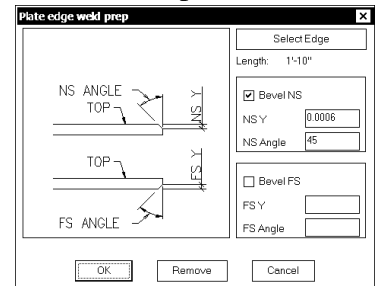 Plate edge weld prep
Select Edge
Length: 1'-10"
NS ANGLE
TOP
NS Y
Bevel NS
NS Y 0.0006
NS Angle 45
TOP
FS Y
FS ANGLE
Bevel FS
FS Y
FS Angle
OK Remove Cancel